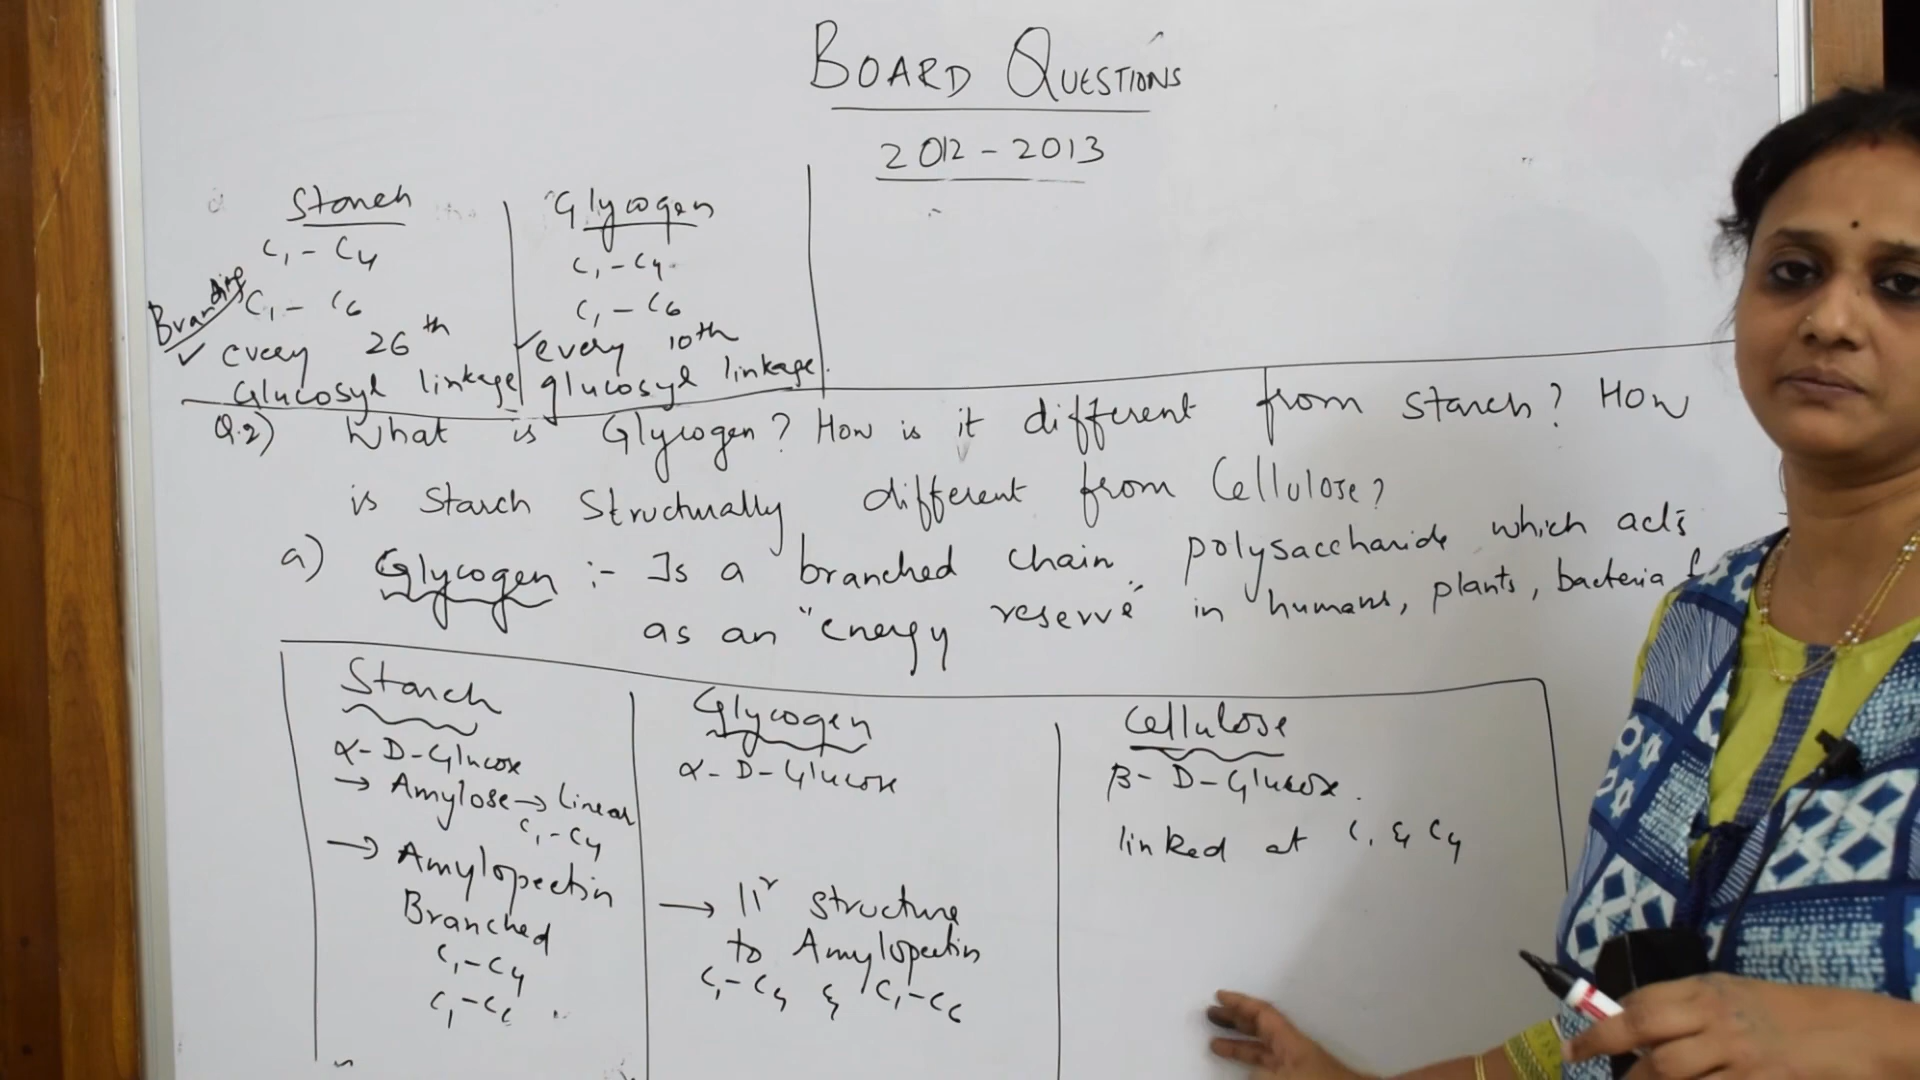 BOARD QUESTIONS
2012 - 2013
Starch
C1 - C4
Branching
C1 - C6
✓ every 26th
Glucosyl linkage
Glycogen
C1 - C4
C1 - C6
✓ every 10th
glucosyl linkage.
Q.2) What is Glycogen? How is it different from starch? How
is starch structurally different from Cellulose?
a) Glycogen :- Is a branched chain polysaccharide which acts
as an "energy reserve" in humans, plants, bacteria
Starch
α- D-Glucose
→ Amylose → Linear
C1 - C4
→ Amylopectin
Branched
C1 - C4
C1 - C6
Glycogen
α- D-Glucose
→ llr structure
to Amylopectin
C1 - C4 & C1 - C6
Cellulose
β- D-Glucose.
linked at C1 & C4